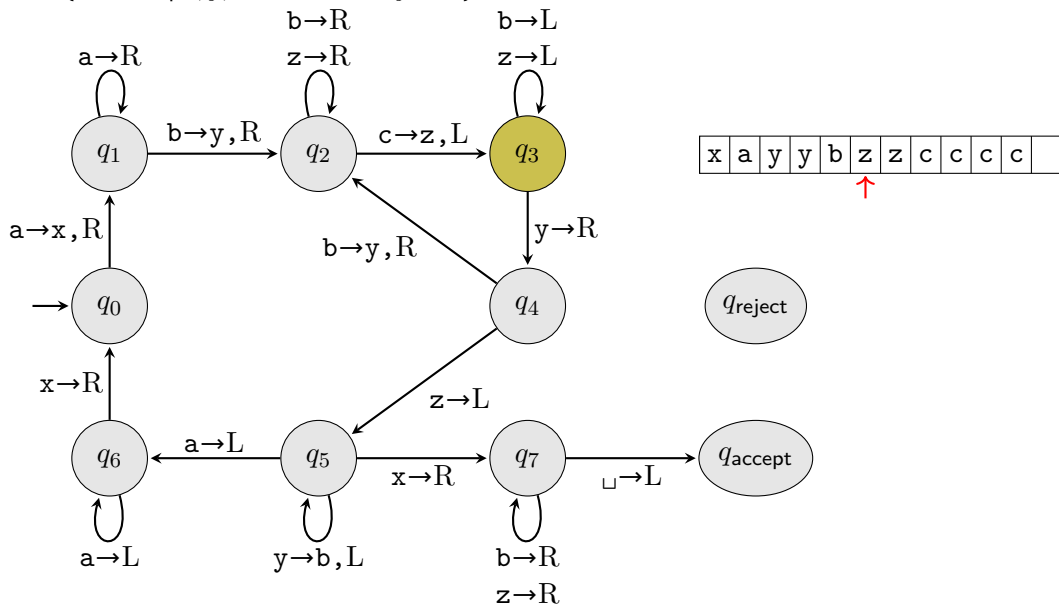 b→R
b→L
a→R
z→R
z→L
q1
b→y,R
q2
c→z,L
q3
x a y y b z z c c c c
a→x,R
b→y,R
y→R
q0
q4
qreject
x→R
z→L
q6
a→L
q5
x→R
q7
␣→L
qaccept
a→L
y→b,L
b→R
z→R